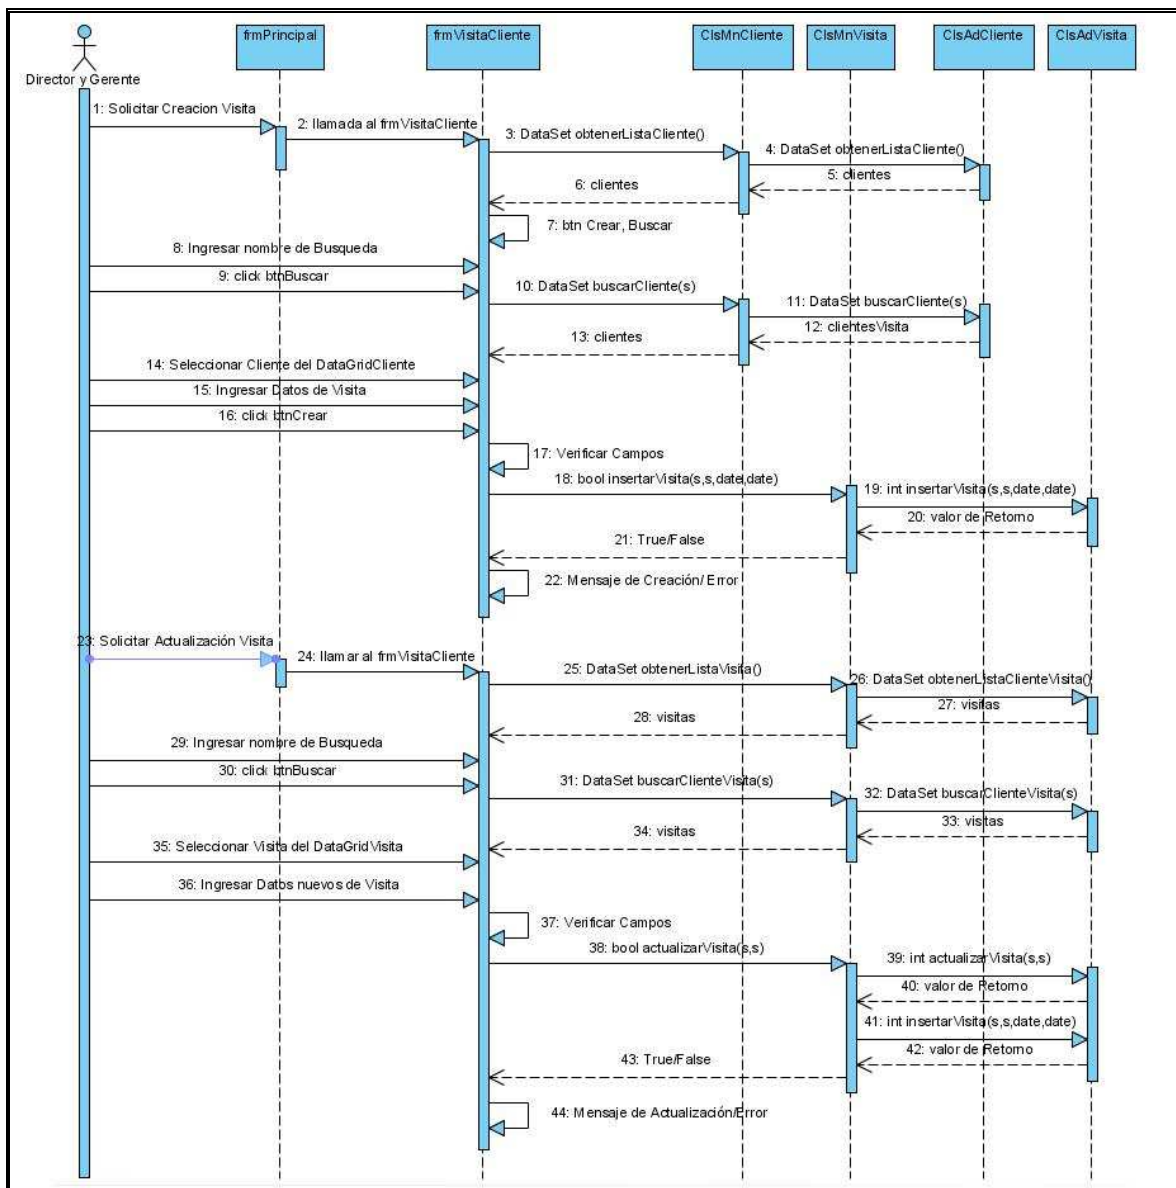 frmPrincipal
frmVisitaCliente
ClsMnCliente
ClsMnVisita
ClsAdCliente
ClsAdVisita
Director y Gerente
1: Solicitar Creacion Visita
2: llamada al frmVisitaCliente
3: DataSet obtenerListaCliente()
4: DataSet obtenerListaCliente()
5: clientes
6: clientes
7: btn Crear, Buscar
8: Ingresar nombre de Busqueda
9: click btnBuscar
10: DataSet buscarCliente(s)
11: DataSet buscarCliente(s)
12: clientesVisita
13: clientes
14: Seleccionar Cliente del DataGridCliente
15: Ingresar Datos de Visita
16: click btnCrear
17: Verificar Campos
18: bool insertarVisita(s,s,date,date)
19: int insertarVisita(s,s,date,date)
20: valor de Retorno
21: True/False
22: Mensaje de Creación/ Error
23: Solicitar Actualización Visita
24: llamar al frmVisitaCliente
25: DataSet obtenerListaVisita()
26: DataSet obtenerListaClienteVisita()
27: visitas
28: visitas
29: Ingresar nombre de Busqueda
30: click btnBuscar
31: DataSet buscarClienteVisita(s)
32: DataSet buscarClienteVisita(s)
33: visitas
34: visitas
35: Seleccionar Visita del DataGridVisita
36: Ingresar Datos nuevos de Visita
37: Verificar Campos
38: bool actualizarVisita(s,s)
39: int actualizarVisita(s,s)
40: valor de Retorno
41: int insertarVisita(s,s,date,date)
42: valor de Retorno
43: True/False
44: Mensaje de Actualización/Error